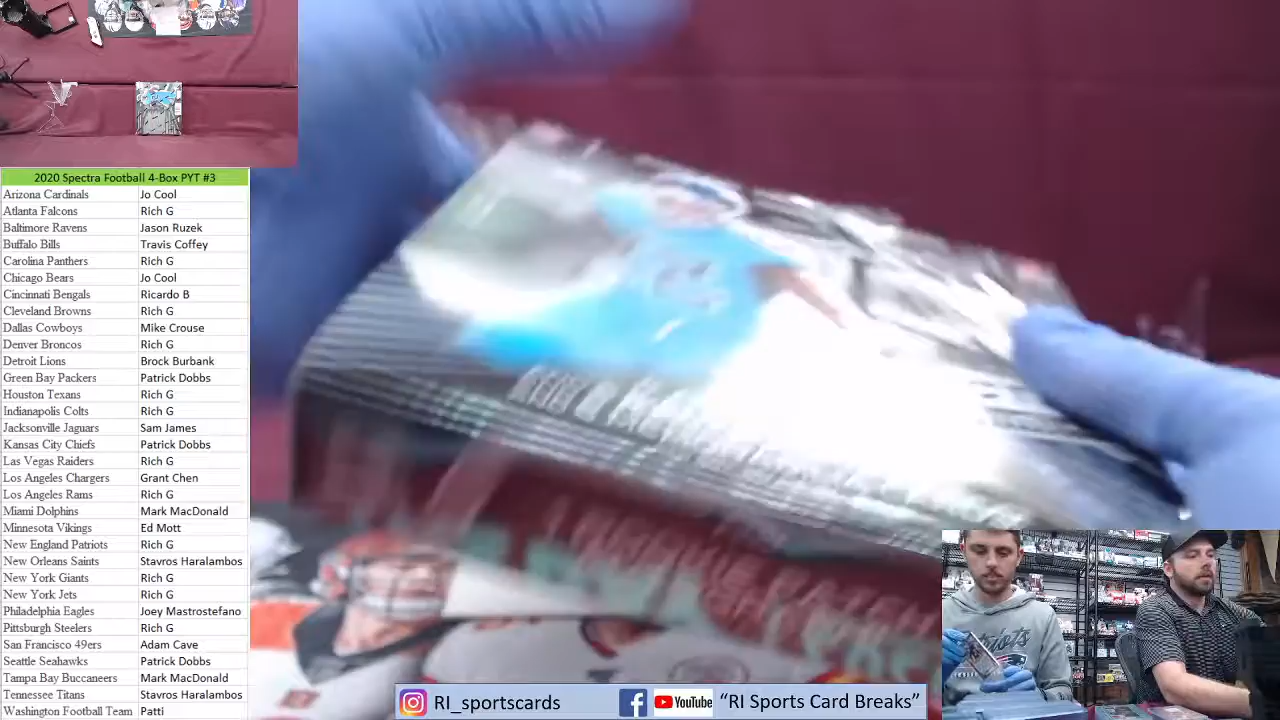 2020 Spectra Football 4-Box PYT #3
Arizona Cardinals Jo Cool
Atlanta Falcons Rich G
Baltimore Ravens Jason Ruzek
Buffalo Bills Travis Coffey
Carolina Panthers Rich G
Chicago Bears Jo Cool
Cincinnati Bengals Ricardo B
Cleveland Browns Rich G
Dallas Cowboys Mike Crouse
Denver Broncos Rich G
Detroit Lions Brock Burbank
Green Bay Packers Patrick Dobbs
Houston Texans Rich G
Indianapolis Colts Rich G
Jacksonville Jaguars Sam James
Kansas City Chiefs Patrick Dobbs
Las Vegas Raiders Rich G
Los Angeles Chargers Grant Chen
Los Angeles Rams Rich G
Miami Dolphins Mark MacDonald
Minnesota Vikings Ed Mott
New England Patriots Rich G
New Orleans Saints Stavros Haralambos
New York Giants Rich G
New York Jets Rich G
Philadelphia Eagles Joey Mastrostefano
Pittsburgh Steelers Rich G
San Francisco 49ers Adam Cave
Seattle Seahawks Patrick Dobbs
Tampa Bay Buccaneers Mark MacDonald
Tennessee Titans Stavros Haralambos
Washington Football Team Patti
RI_sportscards YouTube "RI Sports Card Breaks"